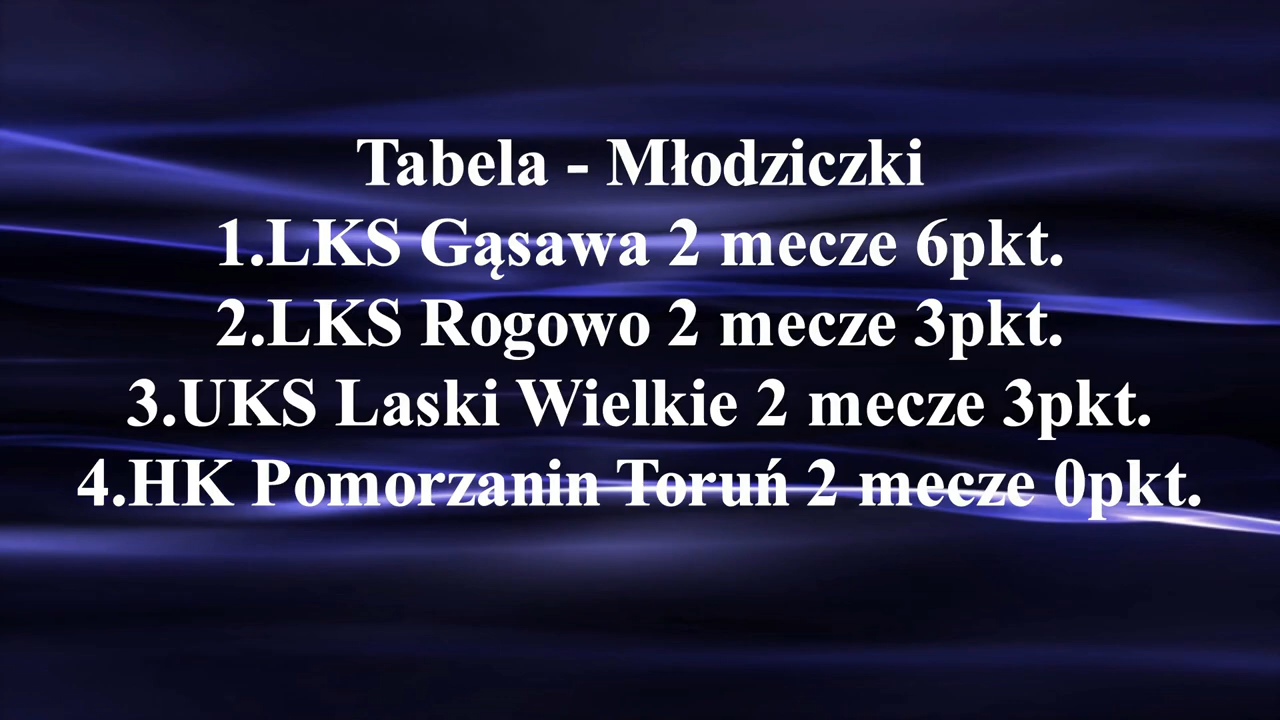 Tabela - Młodziczki
1.LKS Gąsawa 2 mecze 6pkt.
2.LKS Rogowo 2 mecze 3pkt.
3.UKS Laski Wielkie 2 mecze 3pkt.
4.HK Pomorzanin Toruń 2 mecze 0pkt.